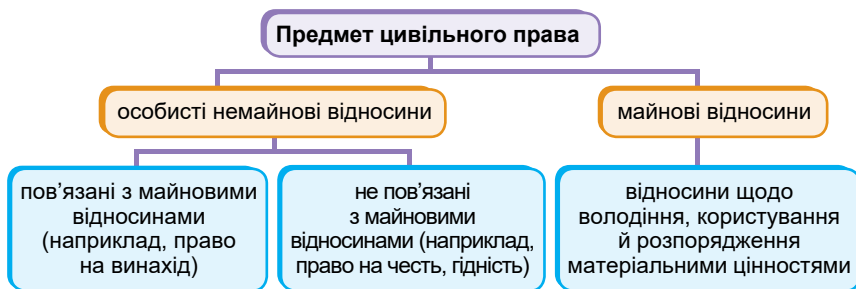 Предмет цивільного права
особисті немайнові відносини
майнові відносини
пов’язані з майновими
відносинами
(наприклад, право
на винахід)
не пов’язані
з майновими
відносинами (наприклад,
право на честь, гідність)
відносини щодо
володіння, користування
й розпорядження
матеріальними цінностями